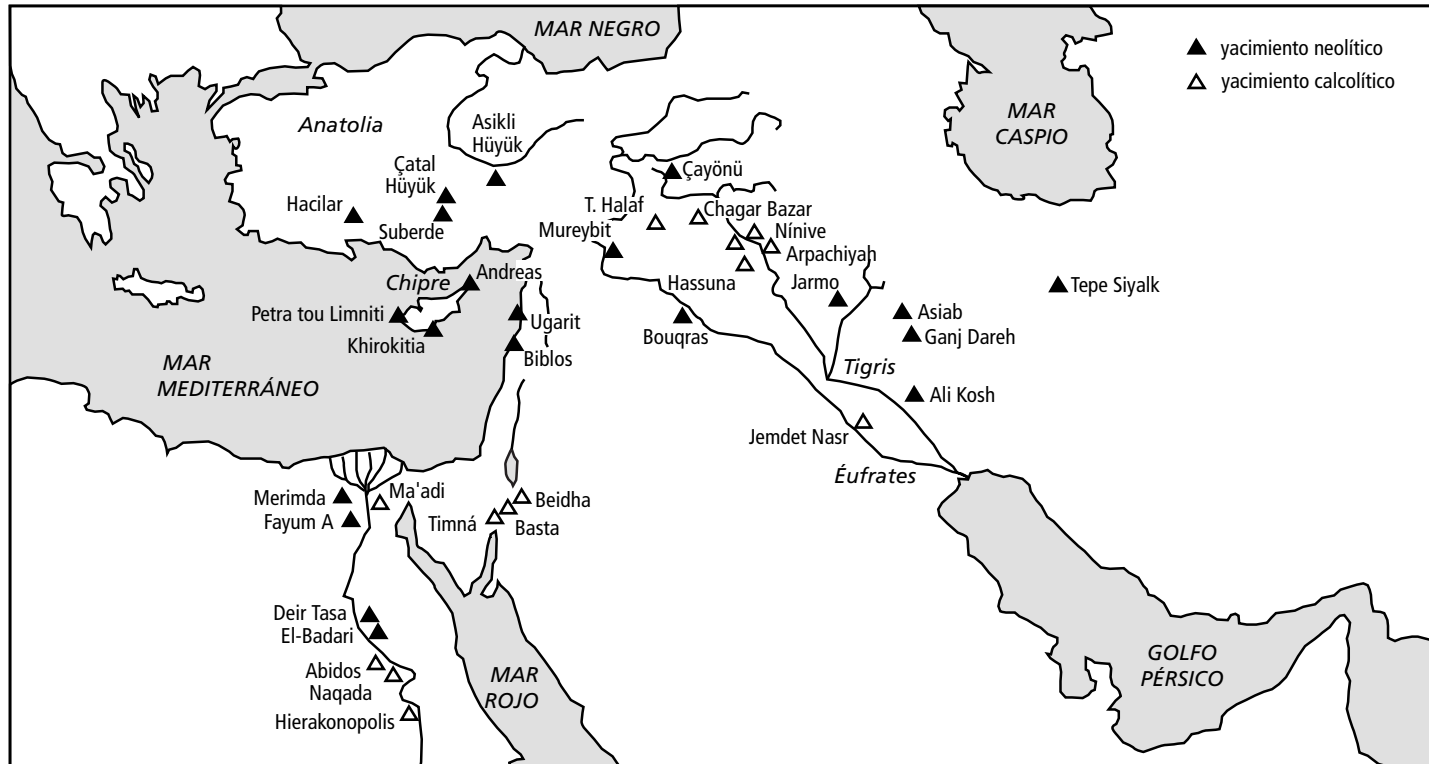 MAR NEGRO
yacimiento neolítico
yacimiento calcolítico
MAR
CASPIO
Anatolia
Asikli
Hüyük
Çatal
Hüyük
Hacilar
Suberde
Çayönü
T. Halaf
Chagar Bazar
Mureybit
Nínive
Arpachiyah
Hassuna
Jarmo
Tepe Siyalk
Chipre
Andreas
Petra tou Limniti
Khirokitia
Ugarit
Biblos
Bouqras
Asiab
Ganj Dareh
MAR
MEDITERRÁNEO
Tigris
Ali Kosh
Jemdet Nasr
Éufrates
Merimda
Fayum A
Ma'adi
Timná
Beidha
Basta
Deir Tasa
El-Badari
Abidos
Naqada
Hierakonopolis
MAR
ROJO
GOLFO
PÉRSICO